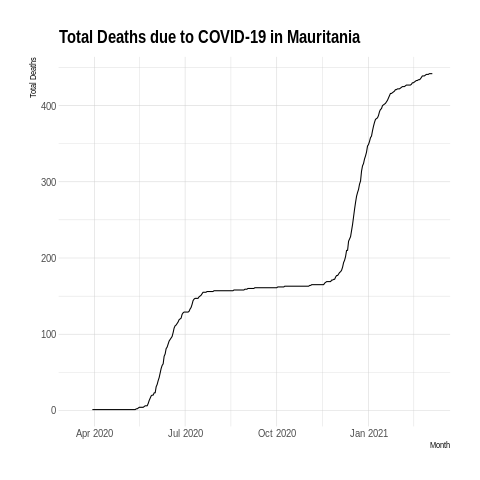 Total Deaths due to COVID-19 in Mauritania
Total Deaths
400
300
200
100
0
Apr 2020 Jul 2020 Oct 2020 Jan 2021
Month